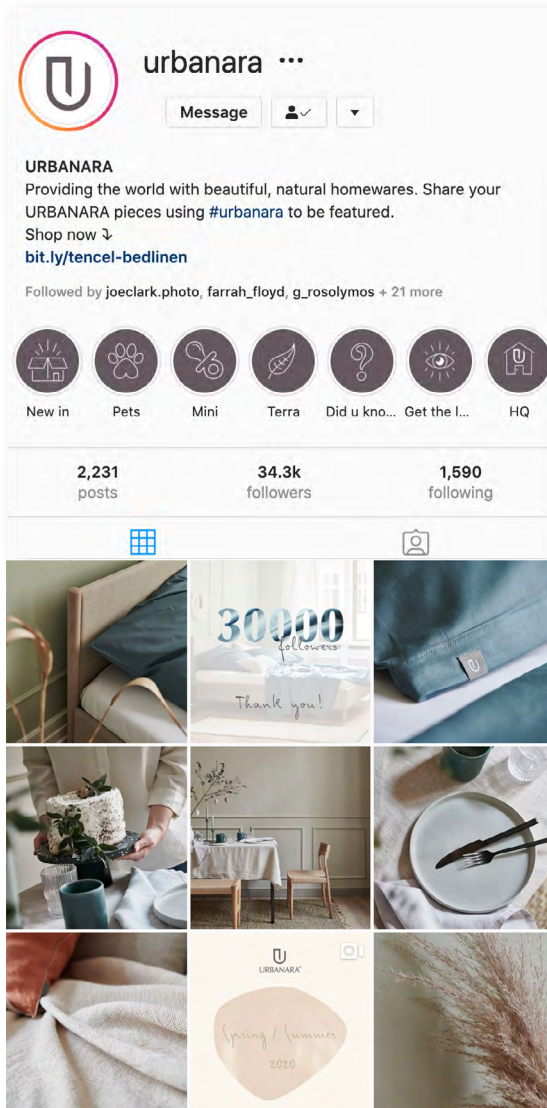 urbanara •••
Message
URBANARA
Providing the world with beautiful, natural homewares. Share your
URBANARA pieces using #urbanara to be featured.
Shop now ⤵
bit.ly/tencel-bedlinen
Followed by joeclark.photo, farrah_floyd, g_rosolymos + 21 more
New in Pets Mini Terra Did u kno... Get the l... HQ
2,231 34.3k 1,590
posts followers following
30000
followers
Thank you!
URBANARA®
Spring / Summer
2020